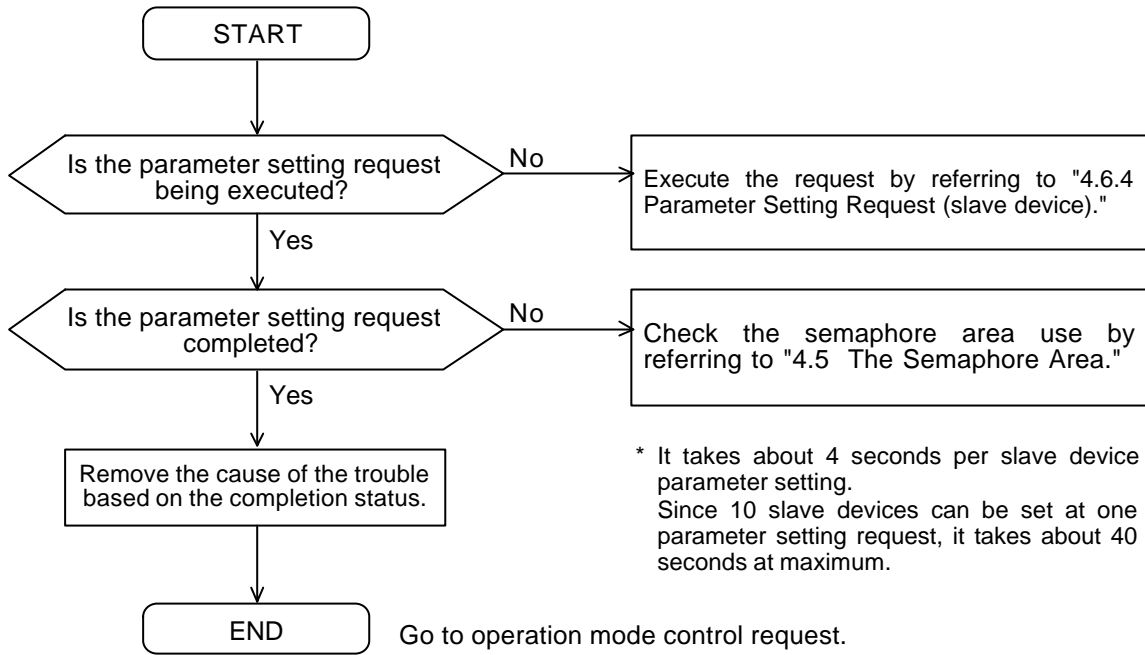 START
Is the parameter setting request
being executed?
No
Execute the request by referring to "4.6.4
Parameter Setting Request (slave device)."
Yes
Is the parameter setting request
completed?
No
Check the semaphore area use by
referring to "4.5 The Semaphore Area."
Yes
Remove the cause of the trouble
based on the completion status.
* It takes about 4 seconds per slave device
parameter setting.
Since 10 slave devices can be set at one
parameter setting request, it takes about 40
seconds at maximum.
END
Go to operation mode control request.